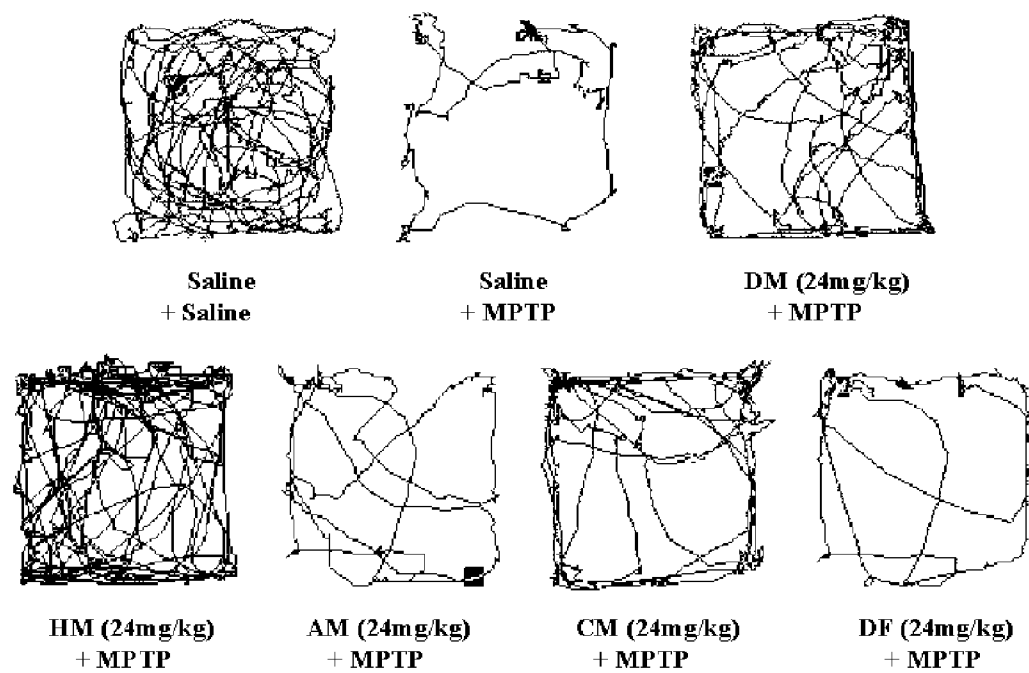 Saline
+ Saline
Saline
+ MPTP
DM (24mg/kg)
+ MPTP
HM (24mg/kg)
+ MPTP
AM (24mg/kg)
+ MPTP
CM (24mg/kg)
+ MPTP
DF (24mg/kg)
+ MPTP